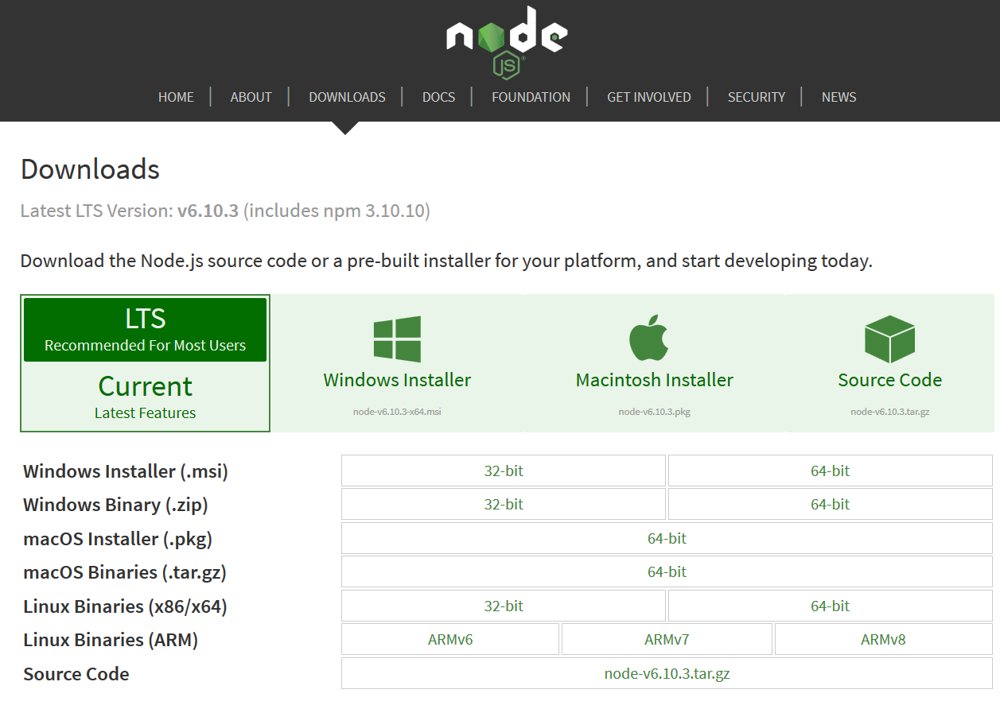 node
JS®
HOME | ABOUT | DOWNLOADS | DOCS | FOUNDATION | GET INVOLVED | SECURITY | NEWS
Downloads
Latest LTS Version: v6.10.3 (includes npm 3.10.10)
Download the Node.js source code or a pre-built installer for your platform, and start developing today.
LTS
Recommended For Most Users
Current
Latest Features
Windows Installer
node-v6.10.3-x64.msi
Macintosh Installer
node-v6.10.3.pkg
Source Code
node-v6.10.3.tar.gz
Windows Installer (.msi) 32-bit 64-bit
Windows Binary (.zip) 32-bit 64-bit
macOS Installer (.pkg) 64-bit
macOS Binaries (.tar.gz) 64-bit
Linux Binaries (x86/x64) 32-bit 64-bit
Linux Binaries (ARM) ARMv6 ARMv7 ARMv8
Source Code node-v6.10.3.tar.gz